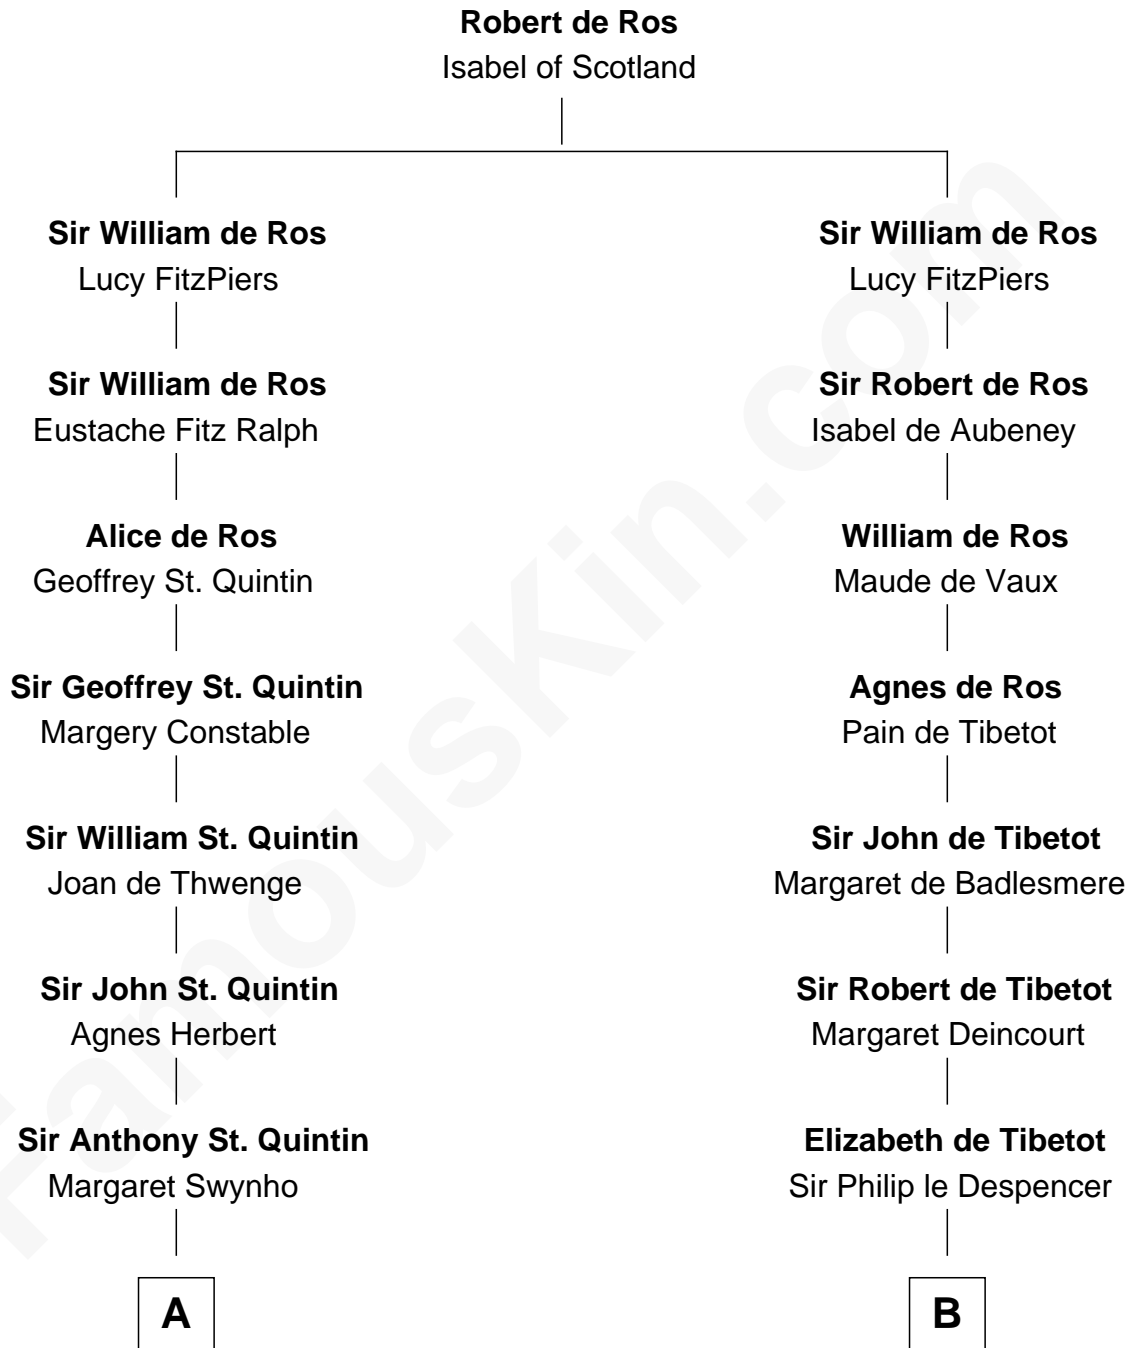 Robert de Ros
Isabel of Scotland
Sir William de Ros
Lucy FitzPiers
Sir William de Ros
Lucy FitzPiers
Sir William de Ros
Eustache Fitz Ralph
Sir Robert de Ros
Isabel de Aubeney
Alice de Ros
Geoffrey St. Quintin
William de Ros
Maude de Vaux
Sir Geoffrey St. Quintin
Margery Constable
Agnes de Ros
Pain de Tibetot
Sir William St. Quintin
Joan de Thwenge
Sir John de Tibetot
Margaret de Badlesmere
Sir John St. Quintin
Agnes Herbert
Sir Robert de Tibetot
Margaret Deincourt
Sir Anthony St. Quintin
Margaret Swynho
Elizabeth de Tibetot
Sir Philip le Despencer
A
B
FamousKin.com